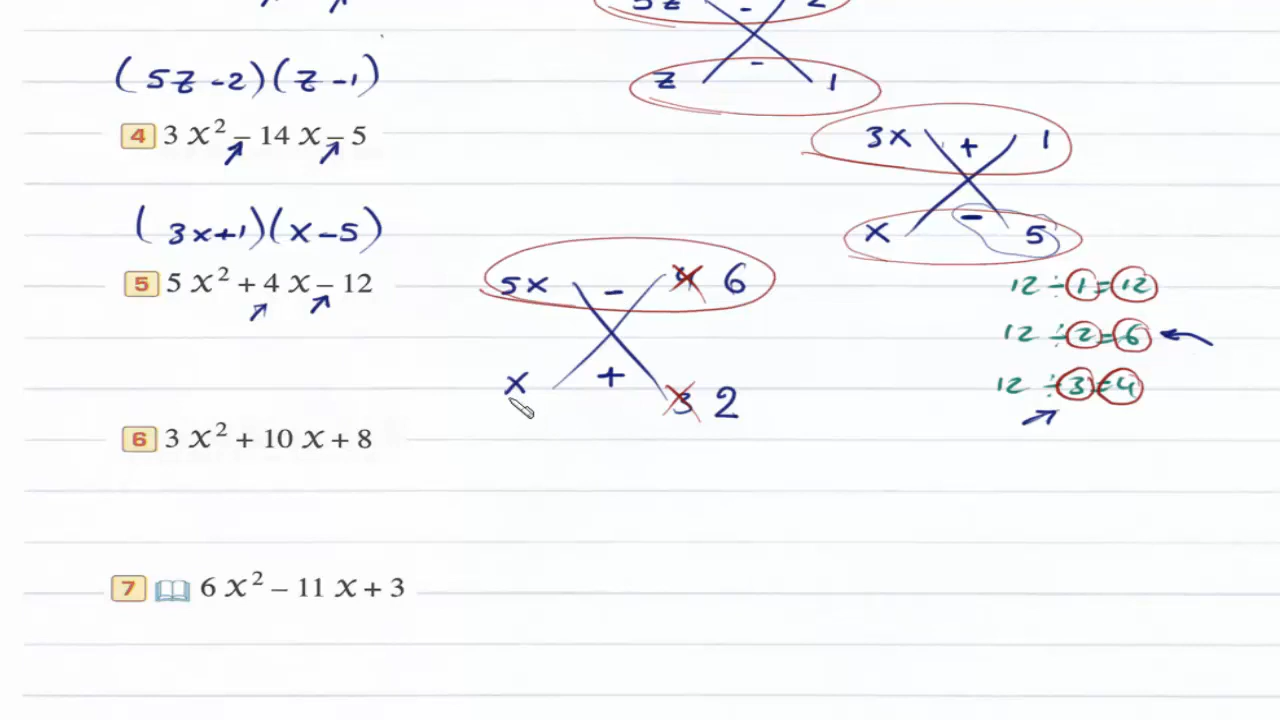 5z - 2
(5z - 2)(z - 1)
z - 1
4 3x² - 14x - 5
3x + 1
(3x+1)(x-5)
x - 5
5 5x² + 4x - 12
5x - 4 6
12 ÷ 1 = 12
12 ÷ 2 = 6
12 ÷ 3 = 4
x + 3 2
6 3x² + 10x + 8
7 6x² - 11x + 3